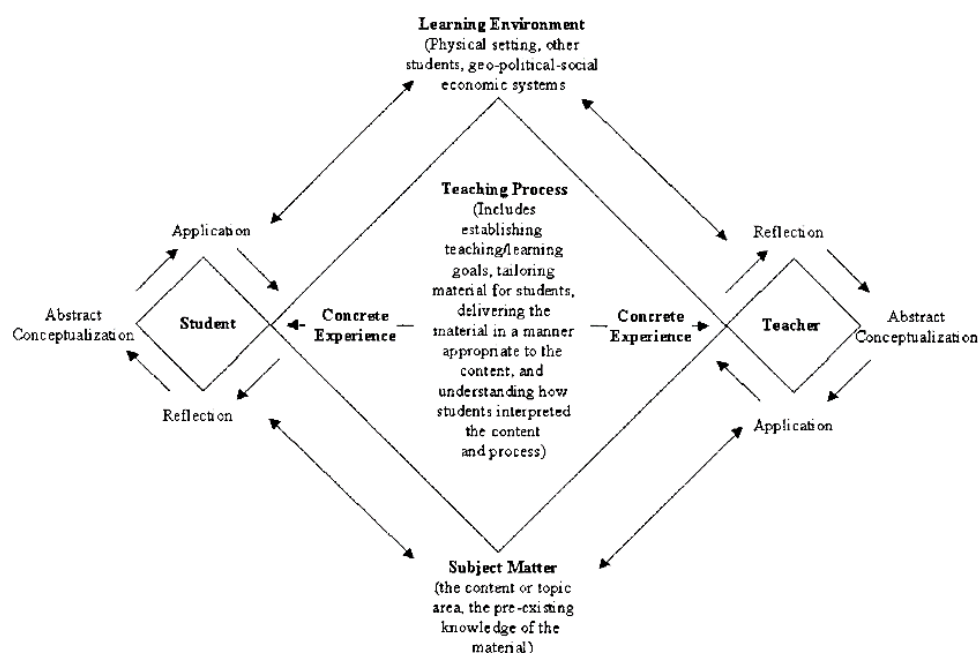 Learning Environment
(Physical setting, other
students, geo-political-social
economic systems
Teaching Process
(Includes
establishing
teaching/learning
goals, tailoring
material for students,
delivering the
material in a manner
appropriate to the
content, and
understanding how
students interpreted
the content
and process)
Application
Abstract
Conceptualization
Student
Reflection
Concrete
Experience
Concrete
Experience
Reflection
Teacher
Abstract
Conceptualization
Application
Subject Matter
(the content or topic
area, the pre-existing
knowledge of the
material)